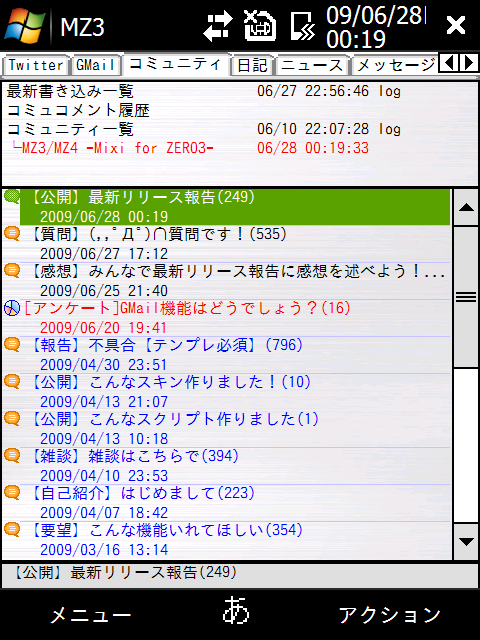 MZ3
09/06/28
00:19
Twitter GMail コミュニティ 日記 ニュース メッセージ
最新書き込み一覧 06/27 22:56:46 log
コミュコメント履歴
コミュニティ一覧 06/10 22:07:28 log
└MZ3/MZ4 -Mixi for ZERO3- 06/28 00:19:33
【公開】最新リリース報告(249)
2009/06/28 00:19
【質問】(,,ﾟДﾟ)∩質問です！(535)
2009/06/27 17:12
【感想】みんなで最新リリース報告に感想を述べよう！...
2009/06/25 21:40
[アンケート]GMail機能はどうでしょう？(16)
2009/06/20 19:41
【報告】不具合【テンプレ必須】(796)
2009/04/30 23:51
【公開】こんなスキン作りました！(10)
2009/04/13 21:07
【公開】こんなスクリプト作りました(1)
2009/04/13 10:18
【雑談】雑談はこちらで(394)
2009/04/10 23:53
【自己紹介】はじめまして(223)
2009/04/07 18:42
【要望】こんな機能いれてほしい(354)
2009/03/16 13:14
【公開】最新リリース報告(249)
メニュー あ アクション